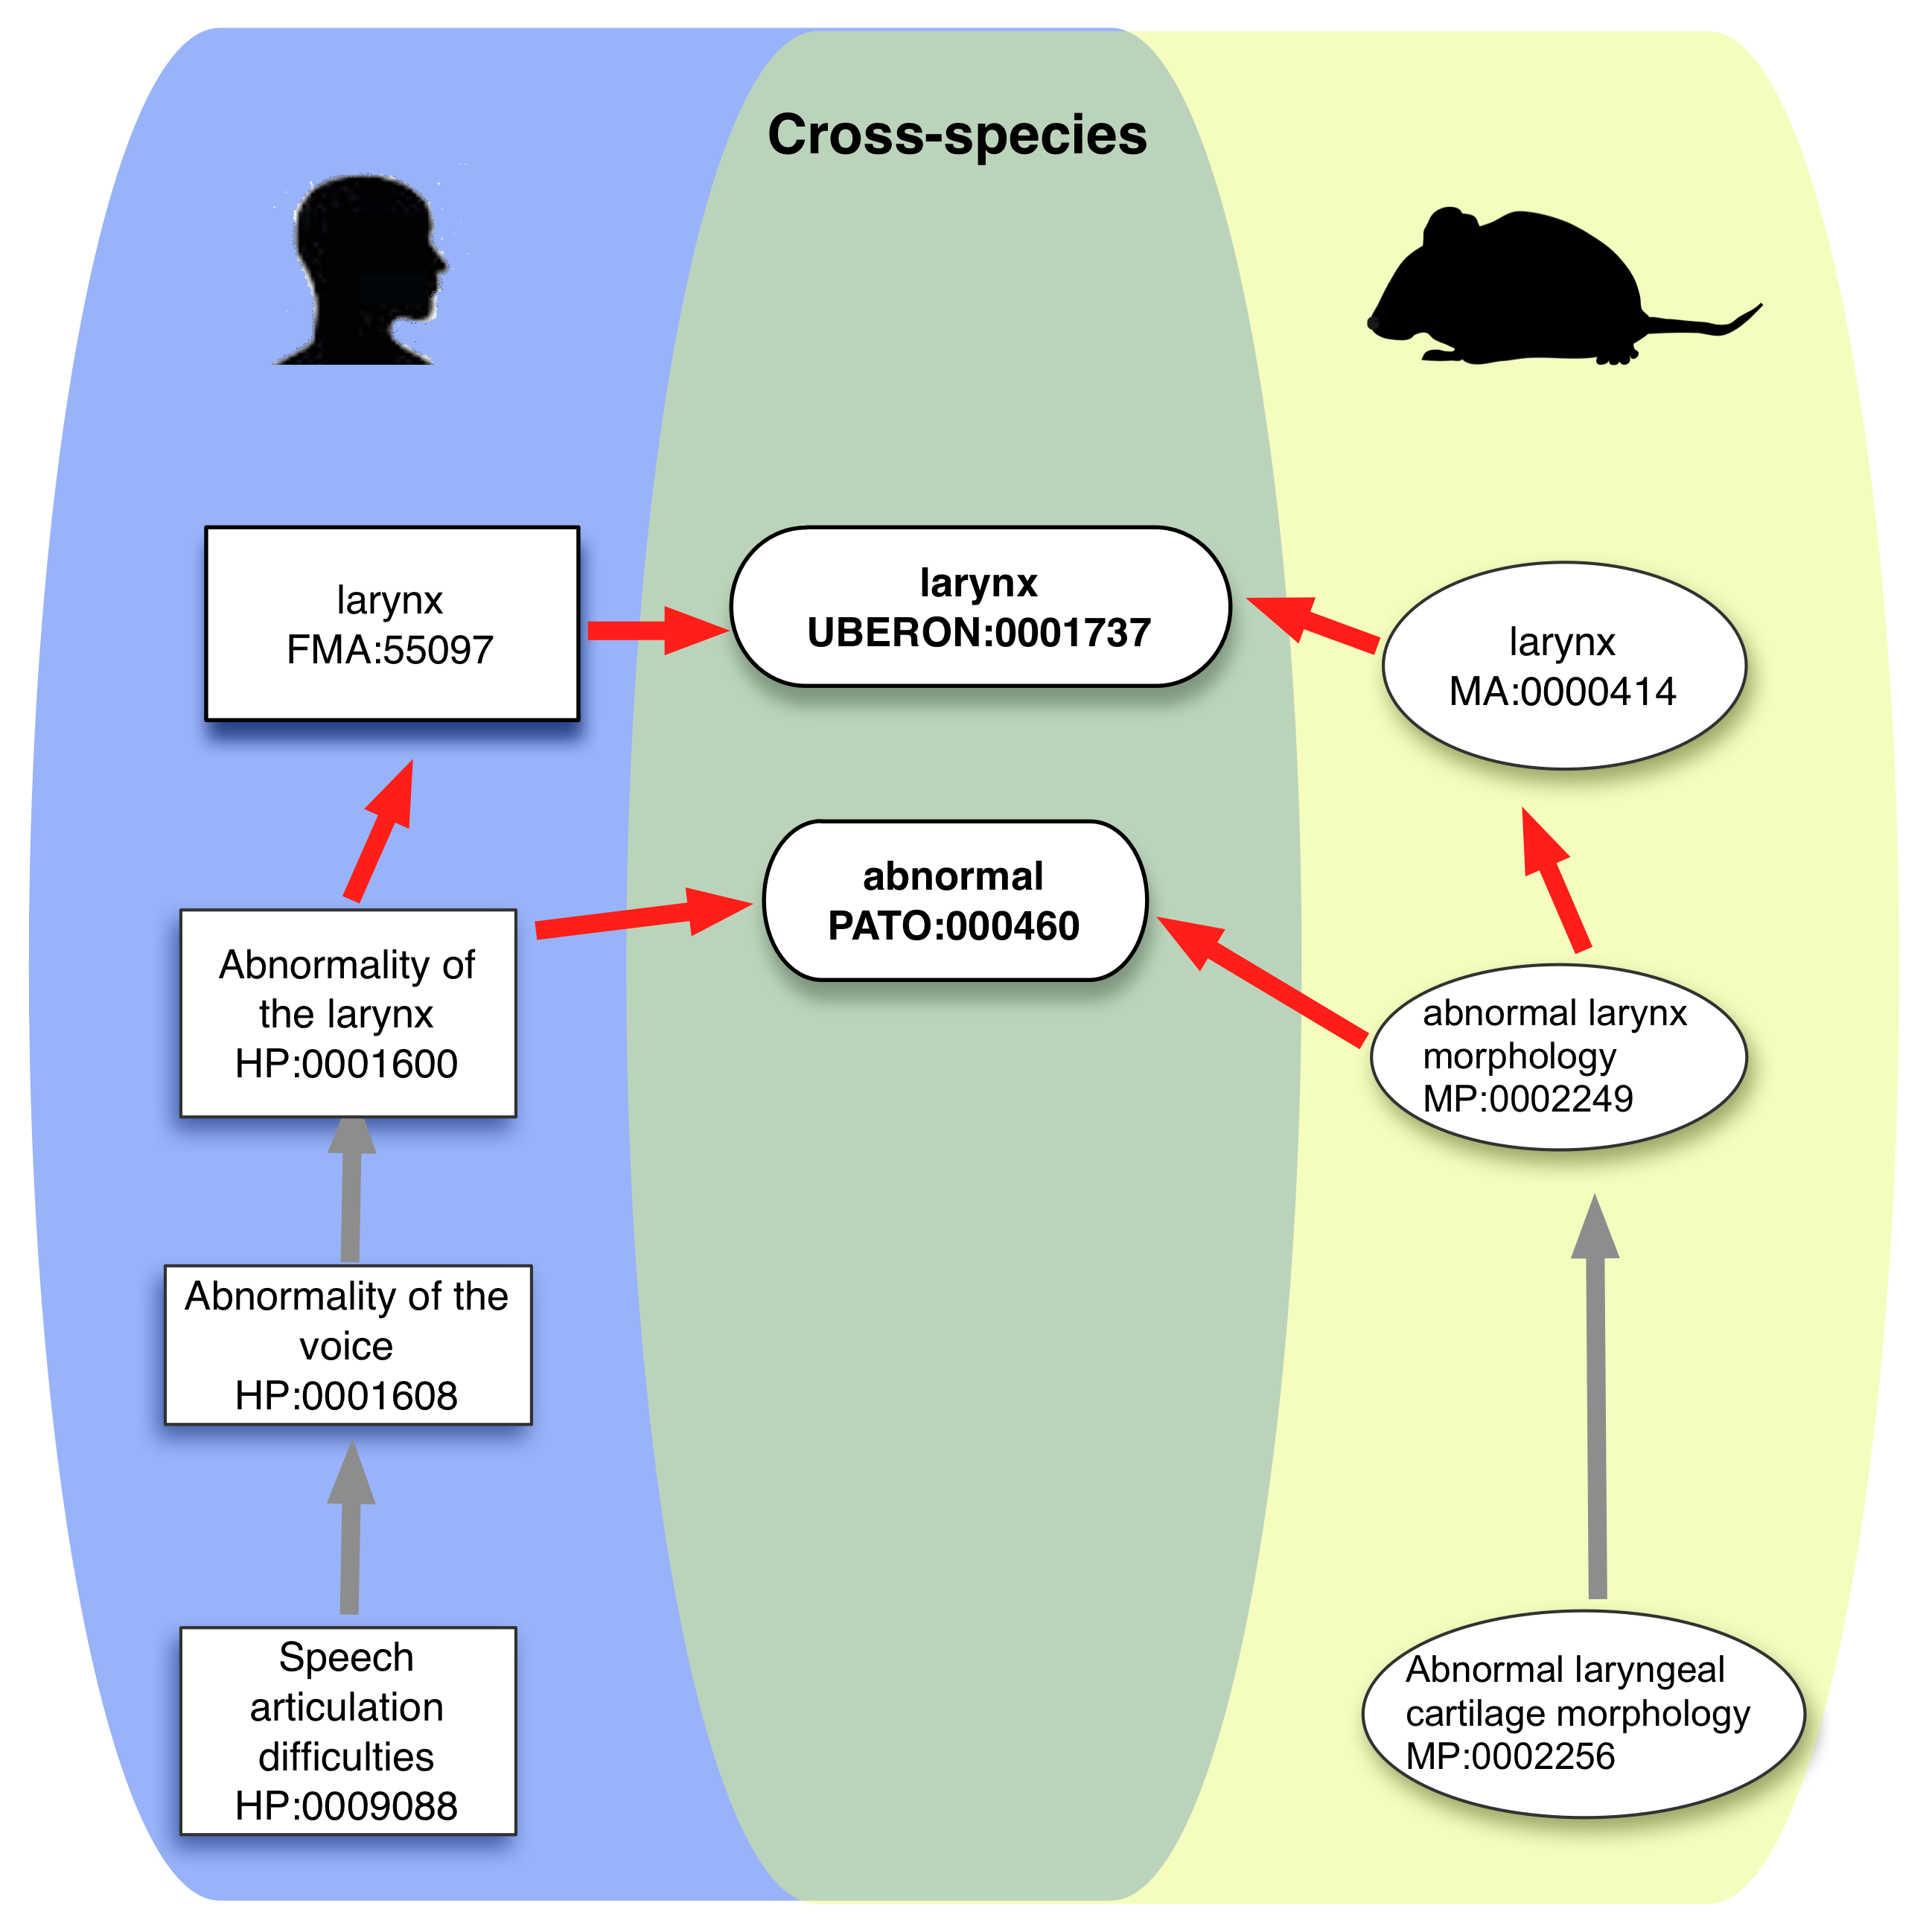 Cross-species
larynx
FMA:55097
larynx
UBERON:0001737
larynx
MA:0000414
abnormal
PATO:000460
Abnormality of
the larynx
HP:0001600
abnormal larynx
morphology
MP:0002249
Abnormality of the
voice
HP:0001608
Speech
articulation
difficulties
HP:0009088
Abnormal laryngeal
cartilage morphology
MP:0002256